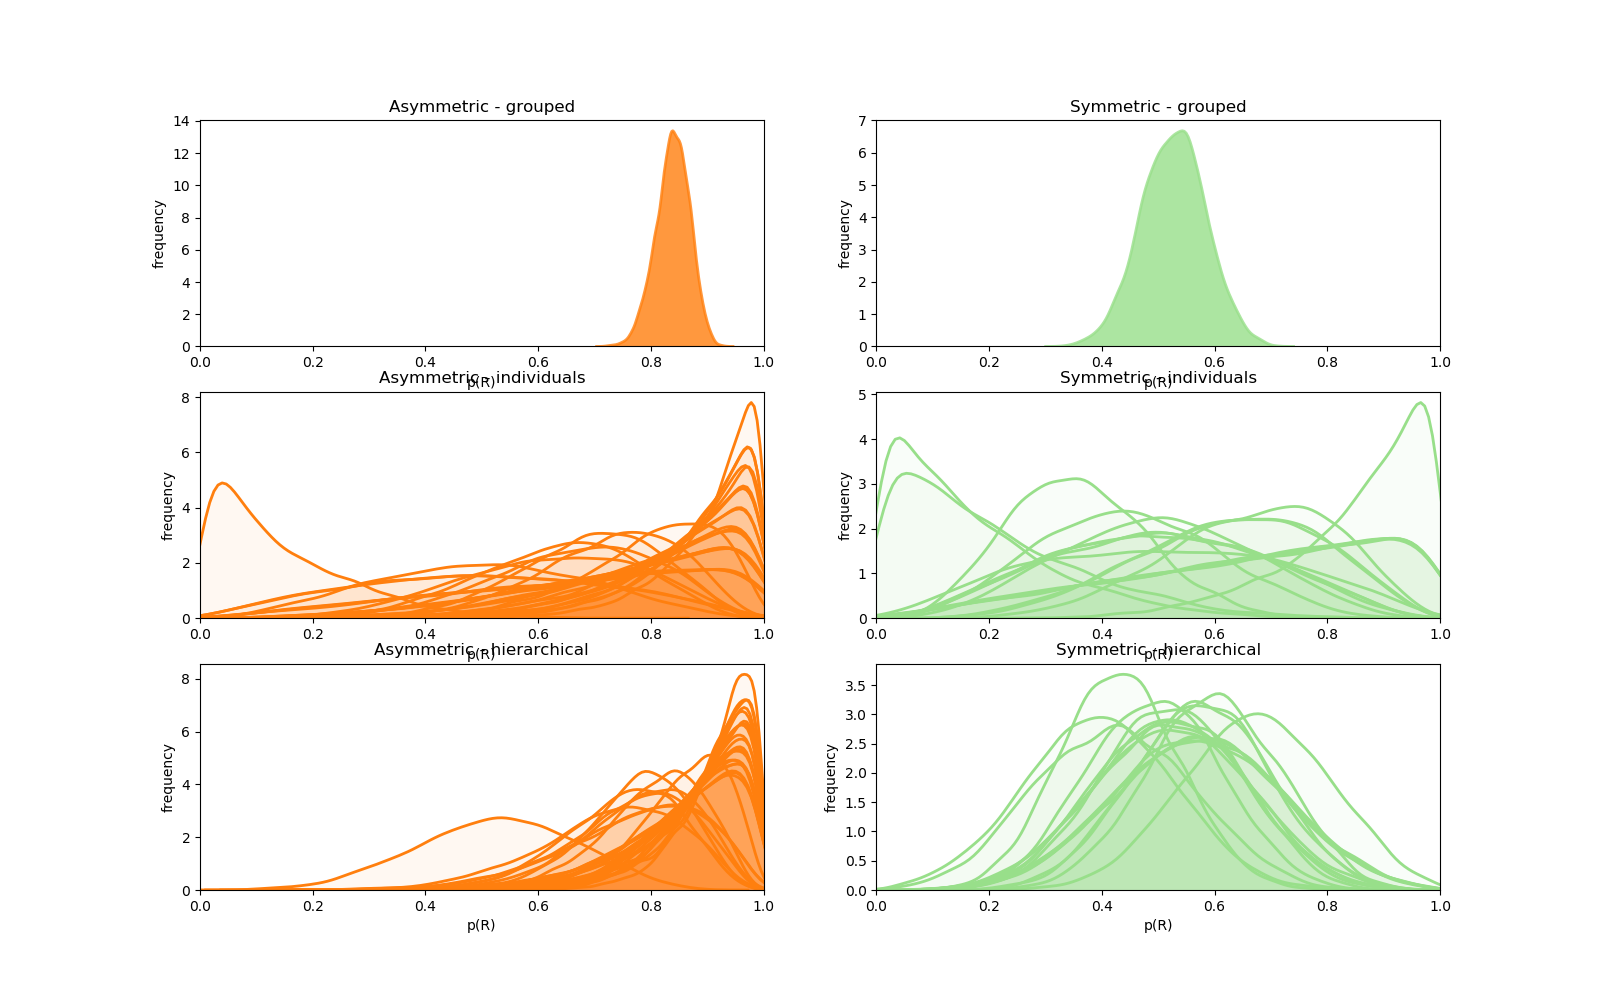 Asymmetric - grouped
14
12
10
8
6
4
2
0
frequency
0.0 0.2 0.4 0.6 0.8 1.0
p(R)
Symmetric - grouped
7
6
5
4
3
2
1
0
frequency
0.0 0.2 0.4 0.6 0.8 1.0
p(R)
Asymmetric - individuals
8
6
4
2
0
frequency
0.0 0.2 0.4 0.6 0.8 1.0
p(R)
Symmetric - individuals
5
4
3
2
1
0
frequency
0.0 0.2 0.4 0.6 0.8 1.0
p(R)
Asymmetric - hierarchical
8
6
4
2
0
frequency
0.0 0.2 0.4 0.6 0.8 1.0
p(R)
Symmetric - hierarchical
3.5
3.0
2.5
2.0
1.5
1.0
0.5
0.0
frequency
0.0 0.2 0.4 0.6 0.8 1.0
p(R)